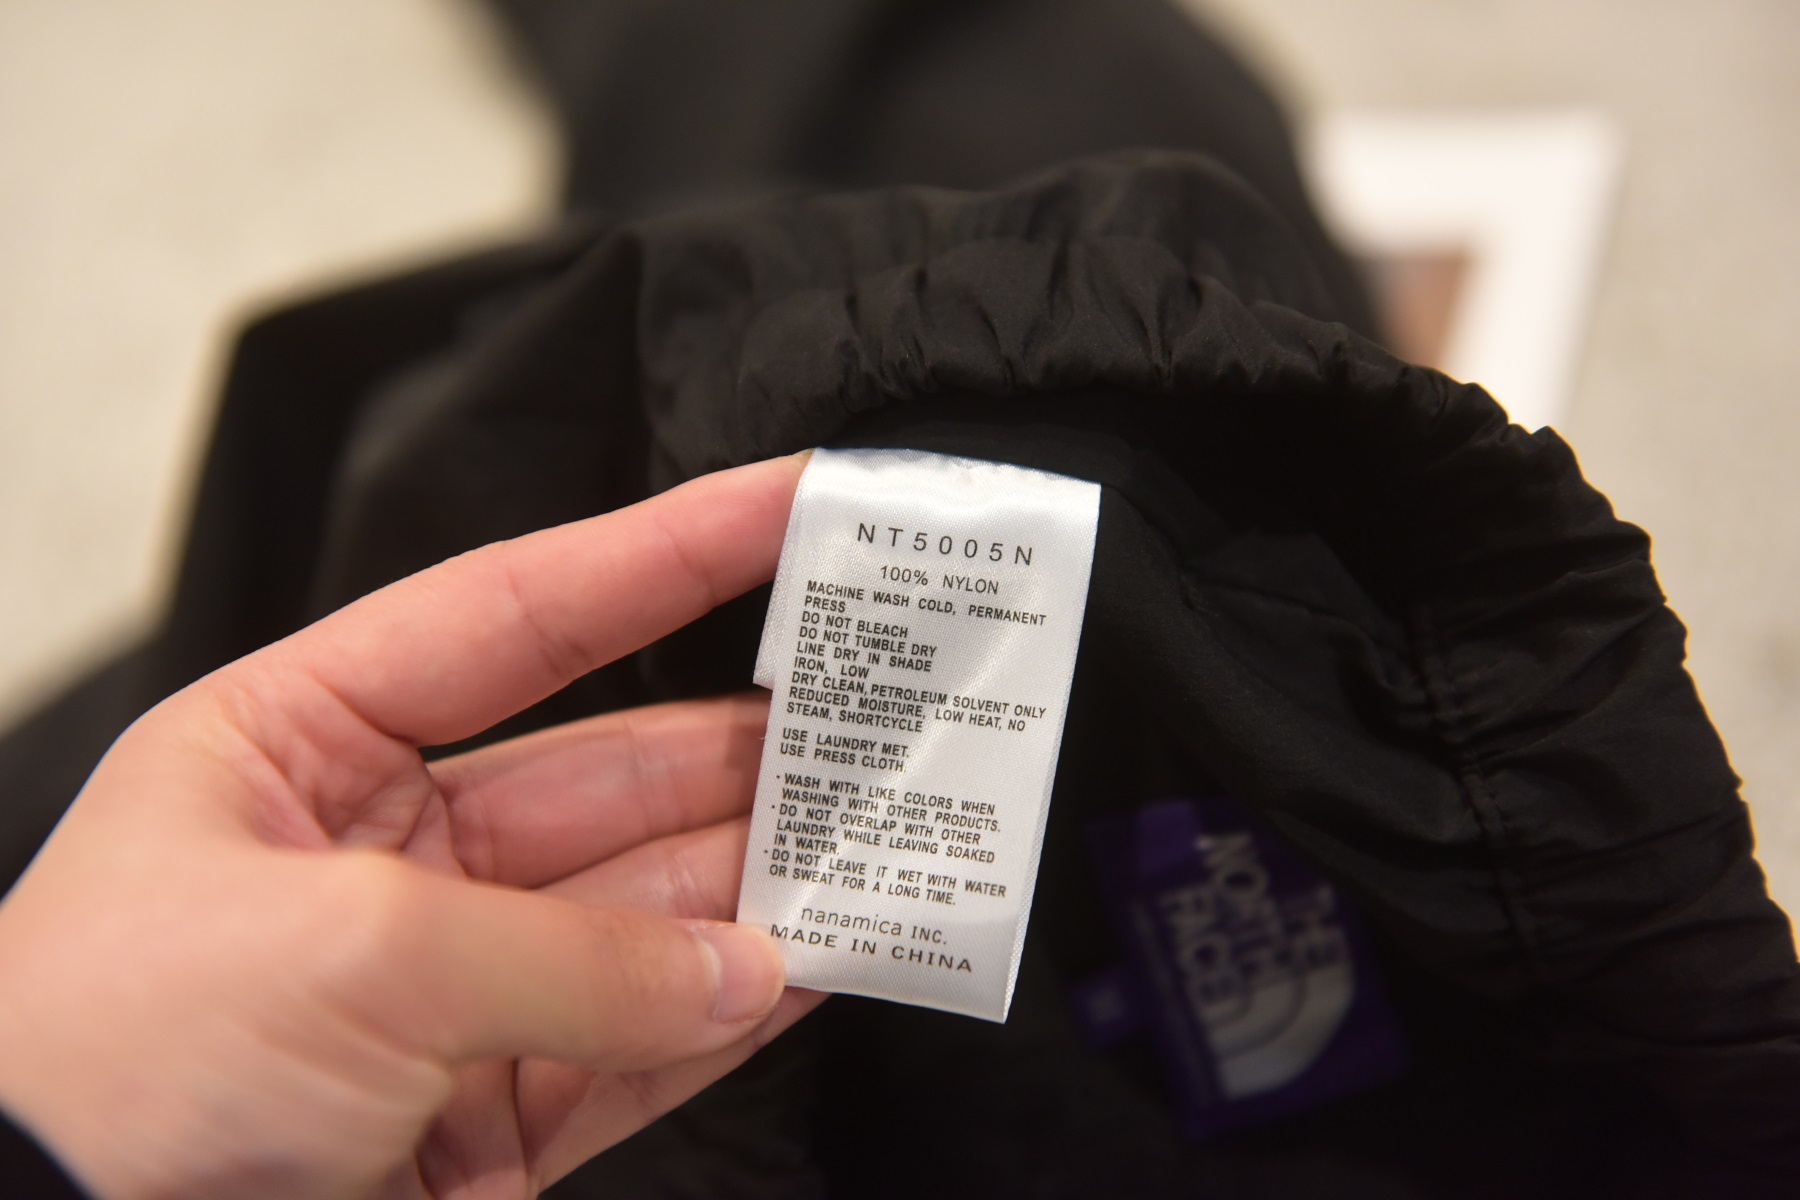 NT5005N
100% NYLON
MACHINE WASH COLD, PERMANENT
PRESS
DO NOT BLEACH
DO NOT TUMBLE DRY
LINE DRY IN SHADE
IRON, LOW
DRY CLEAN, PETROLEUM SOLVENT ONLY
REDUCED MOISTURE, LOW HEAT, NO
STEAM, SHORTCYCLE
USE LAUNDRY MET.
USE PRESS CLOTH
·WASH WITH LIKE COLORS WHEN
WASHING WITH OTHER PRODUCTS.
·DO NOT OVERLAP WITH OTHER
LAUNDRY WHILE LEAVING SOAKED
IN WATER.
·DO NOT LEAVE IT WET WITH WATER
OR SWEAT FOR A LONG TIME.
nanamica INC.
MADE IN CHINA
THE
NORTH
FACE